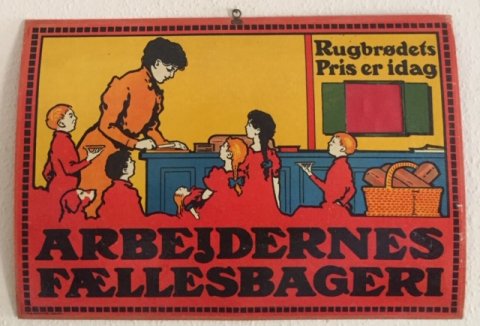 Rugbrødets
Pris er idag
ARBEJDERNES
FÆLLESBAGERI